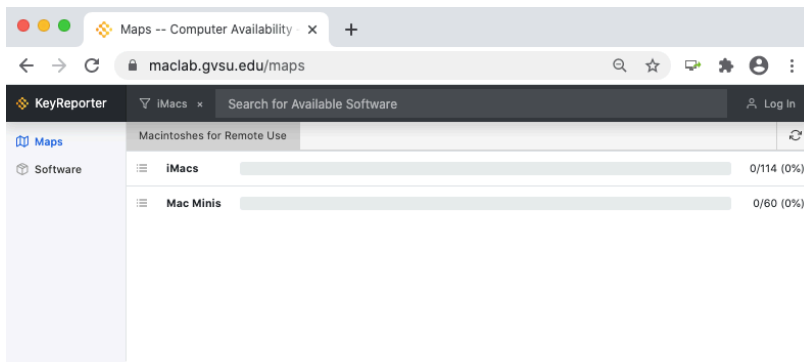 Maps -- Computer Availability -
maclab.gvsu.edu/maps
KeyReporter
iMacs × Search for Available Software
Log In
Maps
Software
Macintoshes for Remote Use
iMacs 0/114 (0%)
Mac Minis 0/60 (0%)